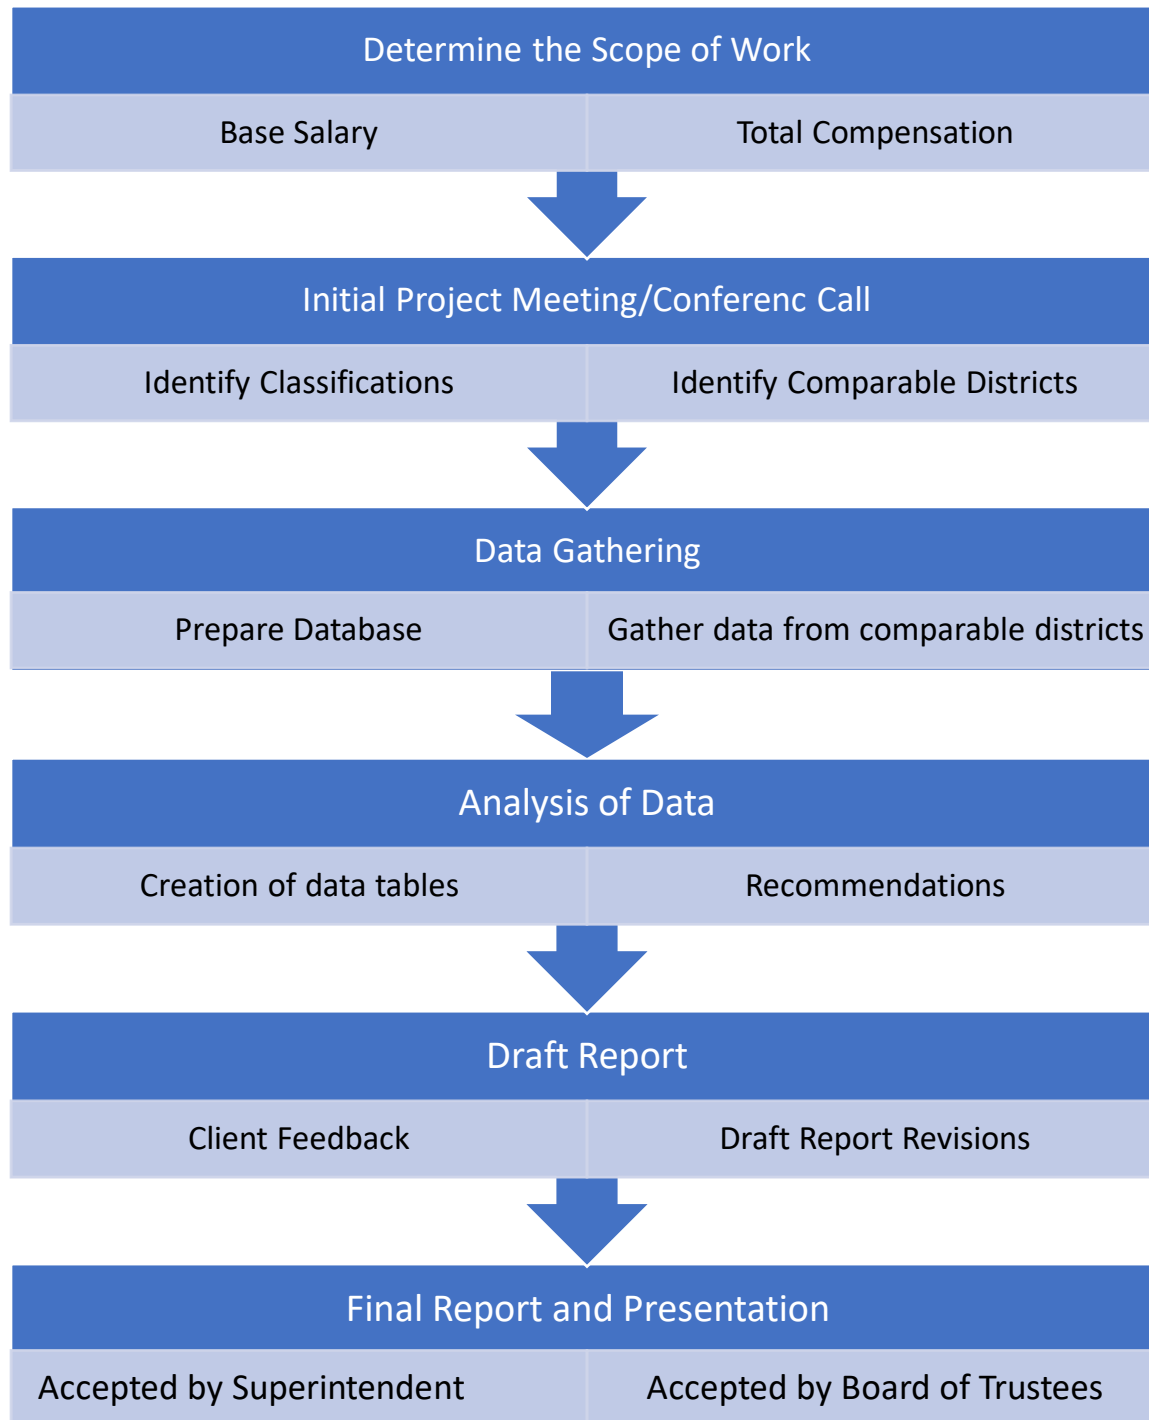 Determine the Scope of Work
Base Salary
Total Compensation
Initial Project Meeting/Conferenc Call
Identify Classifications
Identify Comparable Districts
Data Gathering
Prepare Database
Gather data from comparable districts
Analysis of Data
Creation of data tables
Recommendations
Draft Report
Client Feedback
Draft Report Revisions
Final Report and Presentation
Accepted by Superintendent
Accepted by Board of Trustees